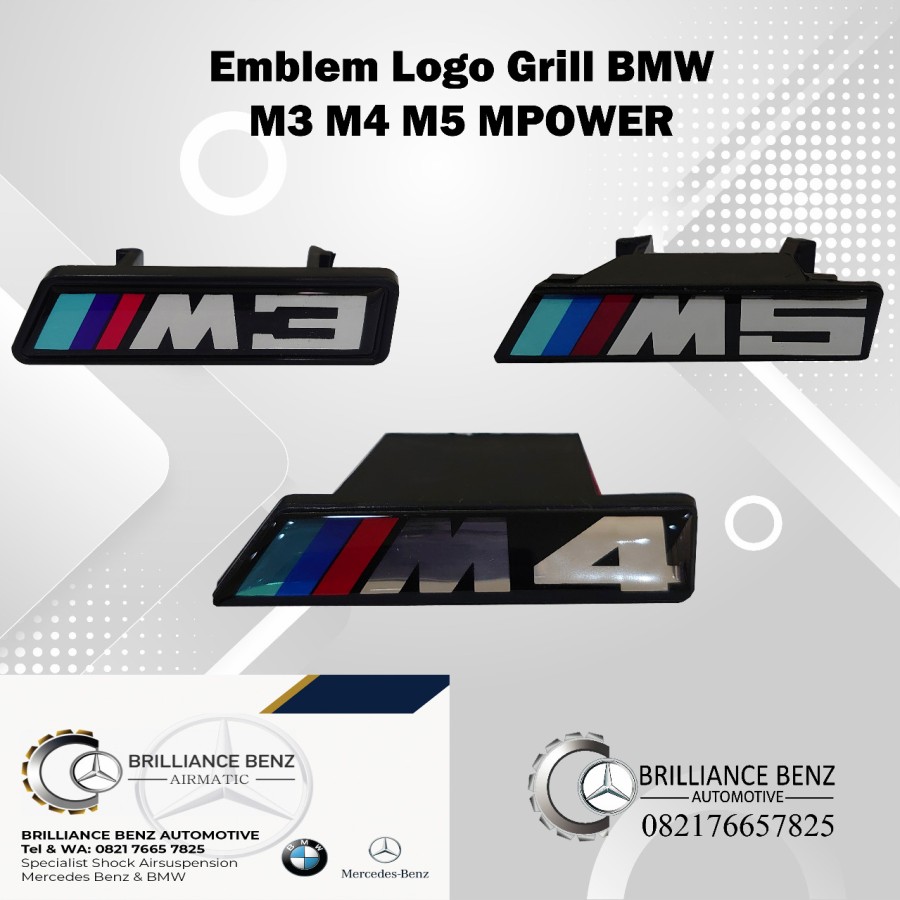 Emblem Logo Grill BMW
M3 M4 M5 MPOWER
M3
M5
M4
BRILLIANCE BENZ
AIRMATIC
BRILLIANCE BENZ AUTOMOTIVE
Tel & WA: 0821 7665 7825
Specialist Shock Airsuspension
Mercedes Benz & BMW
BMW
Mercedes-Benz
BRILLIANCE BENZ
AUTOMOTIVE
082176657825